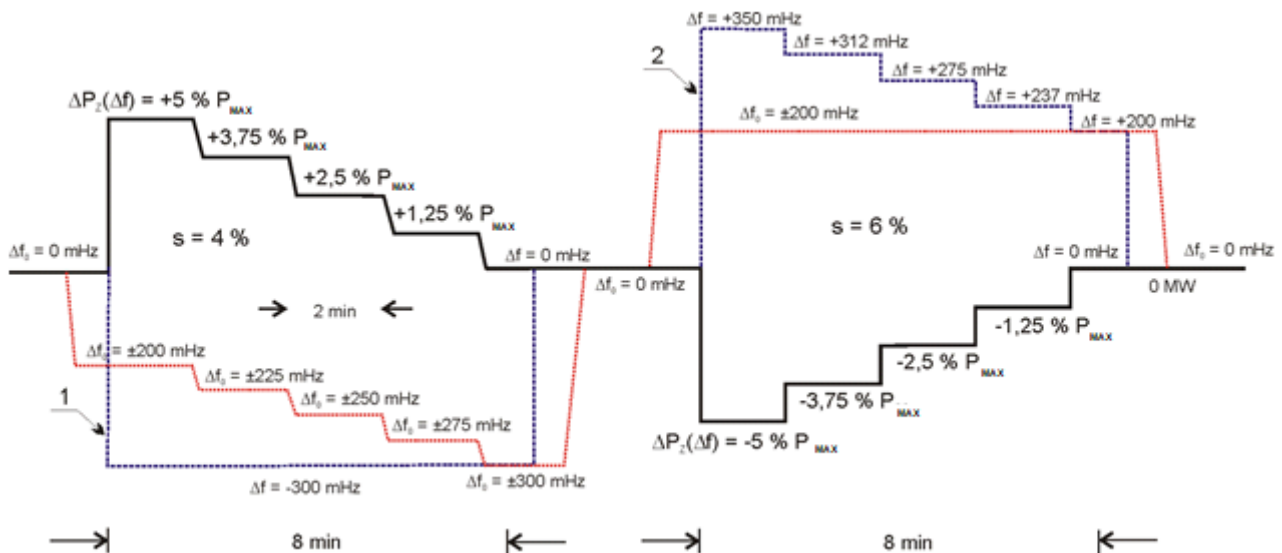 Δf = +350 mHz
Δf = +312 mHz
2
Δf = +275 mHz
ΔP_Z(Δf) = +5 % P_MAX
Δf = +237 mHz
Δf₀ = ±200 mHz
Δf = +200 mHz
+3,75 % P_MAX
+2,5 % P_MAX
+1,25 % P_MAX
s = 4 %
s = 6 %
Δf₀ = 0 mHz
Δf = 0 mHz
Δf₀ = 0 mHz
Δf = 0 mHz
Δf₀ = 0 mHz
0 MW
2 min
-1,25 % P_MAX
Δf₀ = ±200 mHz
-2,5 % P_MAX
Δf₀ = ±225 mHz
1
Δf₀ = ±250 mHz
-3,75 % P_MAX
Δf₀ = ±275 mHz
ΔP_Z(Δf) = -5 % P_MAX
Δf = -300 mHz
Δf₀ = ±300 mHz
8 min
8 min